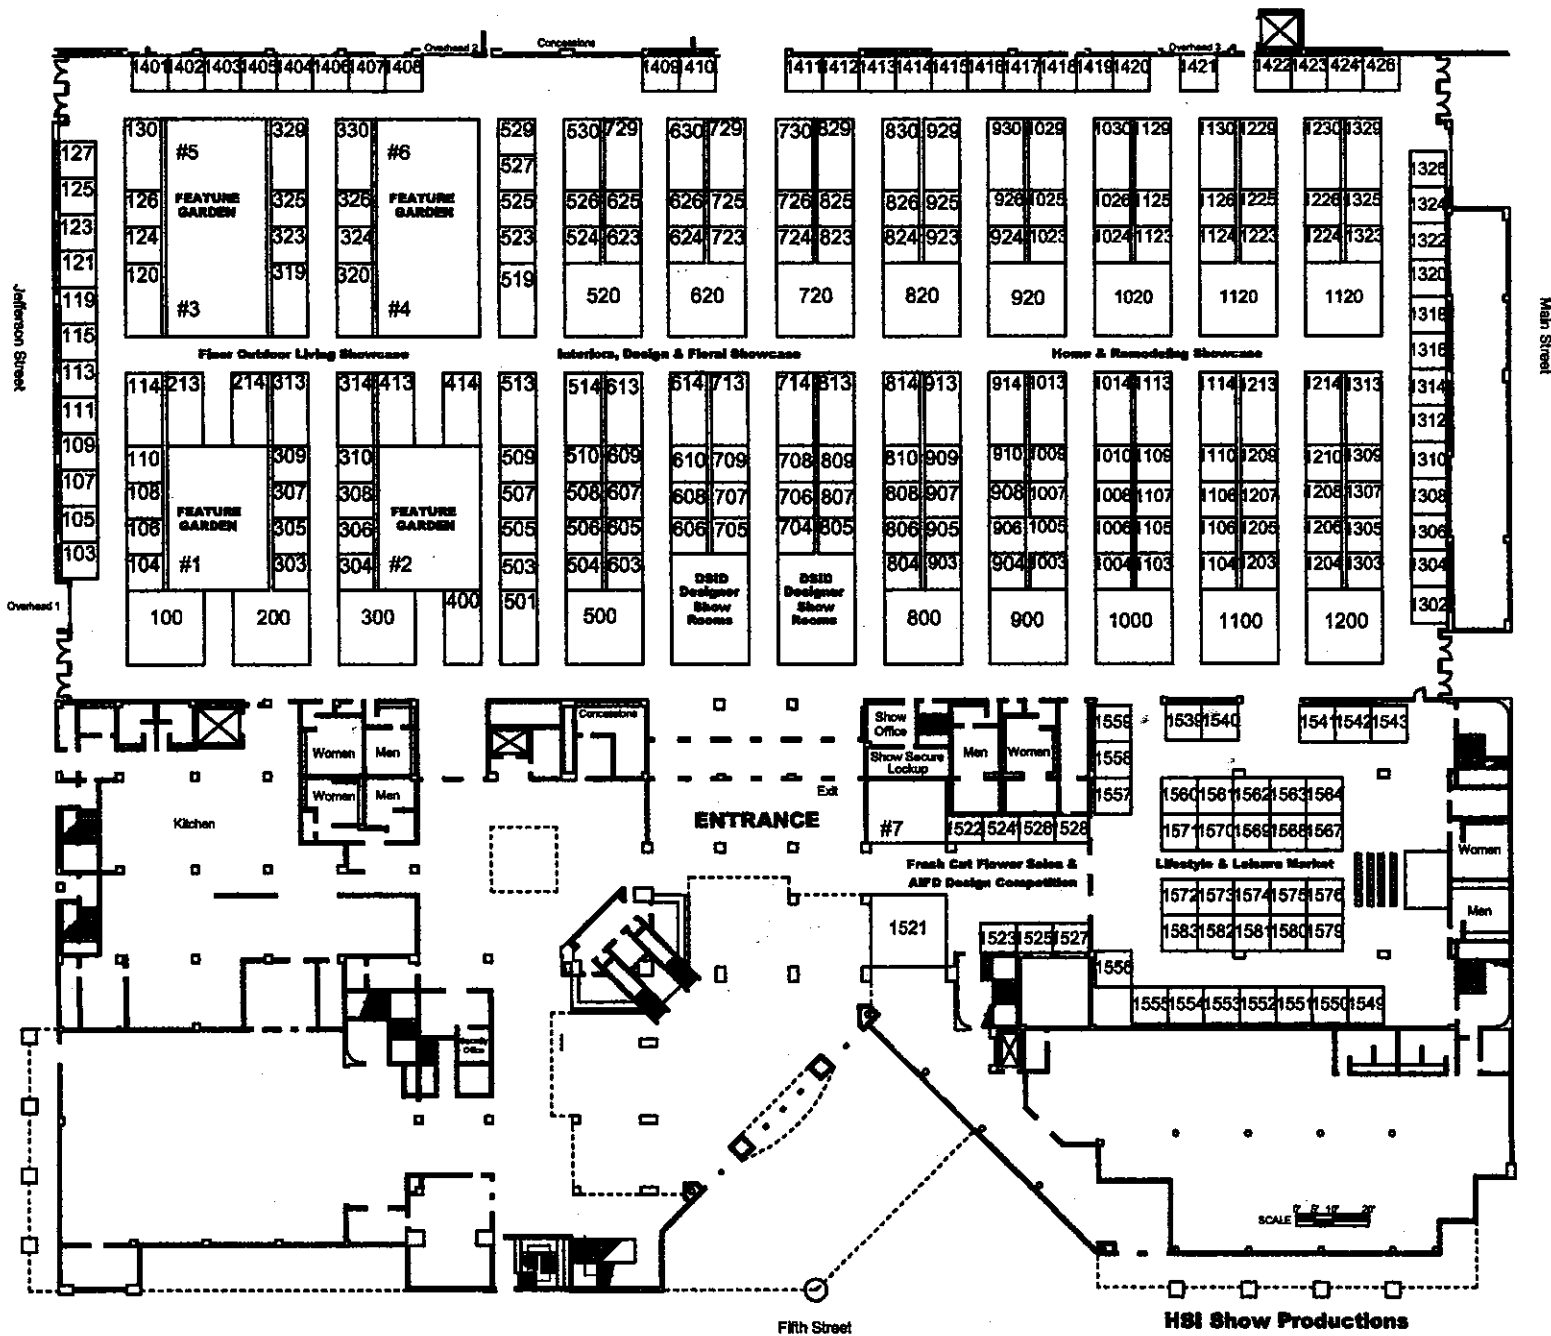 Overhead 2
Concessions
Overhead 3
1401 1402 1403 1405 1404 1406 1407 1408 1409 1410 1411 1412 1413 1414 1415 1416 1417 1418 1419 1420 1421 1422 1423 424 1426
130 329 330 529 530 729 630 729 730 829 830 929 930 1029 1030 1129 1130 1229 1230 1329
#5 #6
127 527 1326
125 126 FEATURE GARDEN 325 326 FEATURE GARDEN 525 526 625 626 725 726 825 826 925 926 1025 1026 1125 1126 1225 1226 1325 1324
123 124 323 324 523 524 623 624 723 724 823 824 923 924 1023 1024 1123 1124 1223 1224 1323 1322
121 120 319 320 519 1320
119 #3 #4 520 620 720 820 920 1020 1120 1120 1318
115
Jefferson Street
Main Street
Finer Outdoor Living Showcase
Interiors, Design & Floral Showcase
Home & Remodeling Showcase
1316
113 114 213 214 313 314 413 414 513 514 613 614 713 714 813 814 913 914 1013 1014 1113 1114 1213 1214 1313 1314
111 1312
109 110 309 310 509 510 609 610 709 708 809 810 909 910 1009 1010 1109 1110 1209 1210 1309 1310
107 108 307 308 507 508 607 608 707 706 807 808 907 908 1007 1008 1107 1106 1207 1208 1307 1308
105 106 FEATURE GARDEN 305 306 FEATURE GARDEN 505 506 605 606 705 704 805 806 905 906 1005 1006 1105 1106 1205 1206 1305 1306
103 104 #1 303 304 #2 503 504 603 804 903 904 1003 1004 1103 1104 1203 1204 1303 1304
DSID Designer Show Rooms
DSID Designer Show Rooms
Overhead 1
100 200 300 400 501 500 800 900 1000 1100 1200 1302
Concessions
Show Office
1559 1539 1540 1541 1542 1543
Women Men
Men Women
Show Secure Lockup
1558
Women Men
Exit
1557 1560 1561 1562 1563 1564
Kitchen
ENTRANCE
#7 1522 1524 1526 1528
1571 1570 1569 1568 1567
Women
Fresh Cut Flower Sales &
AIFD Design Competition
Lifestyle & Leisure Market
1572 1573 1574 1575 1576
Men
1521 1523 1525 1527
1583 1582 1581 1580 1579
1556
1555 1554 1553 1552 1551 1550 1549
Security Office
SCALE 0' 5' 10' 20'
HSI Show Productions
Fifth Street